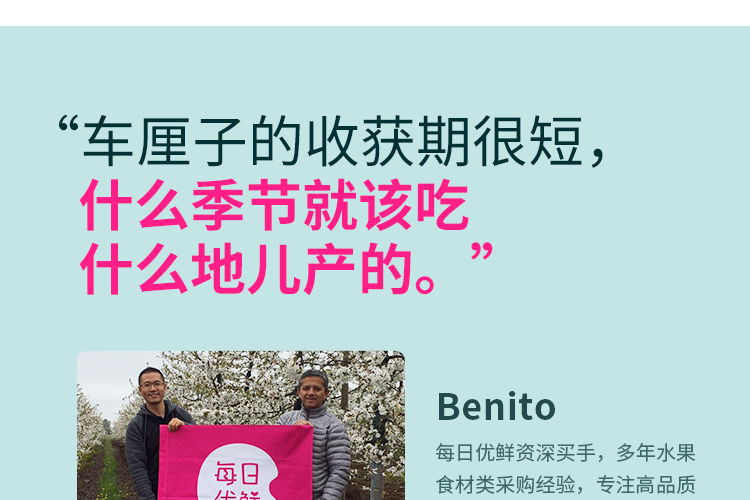 “车厘子的收获期很短，
什么季节就该吃
什么地儿产的。”
Benito
每日优鲜资深买手，多年水果
食材类采购经验，专注高品质
每日
优鲜